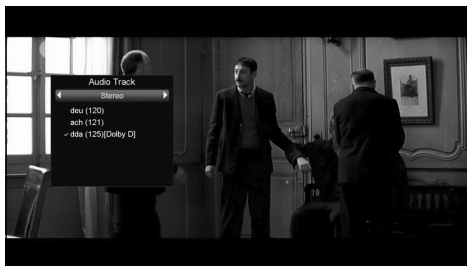 Audio Track
Stereo
deu (120)
ach (121)
dda (125)[Dolby D]